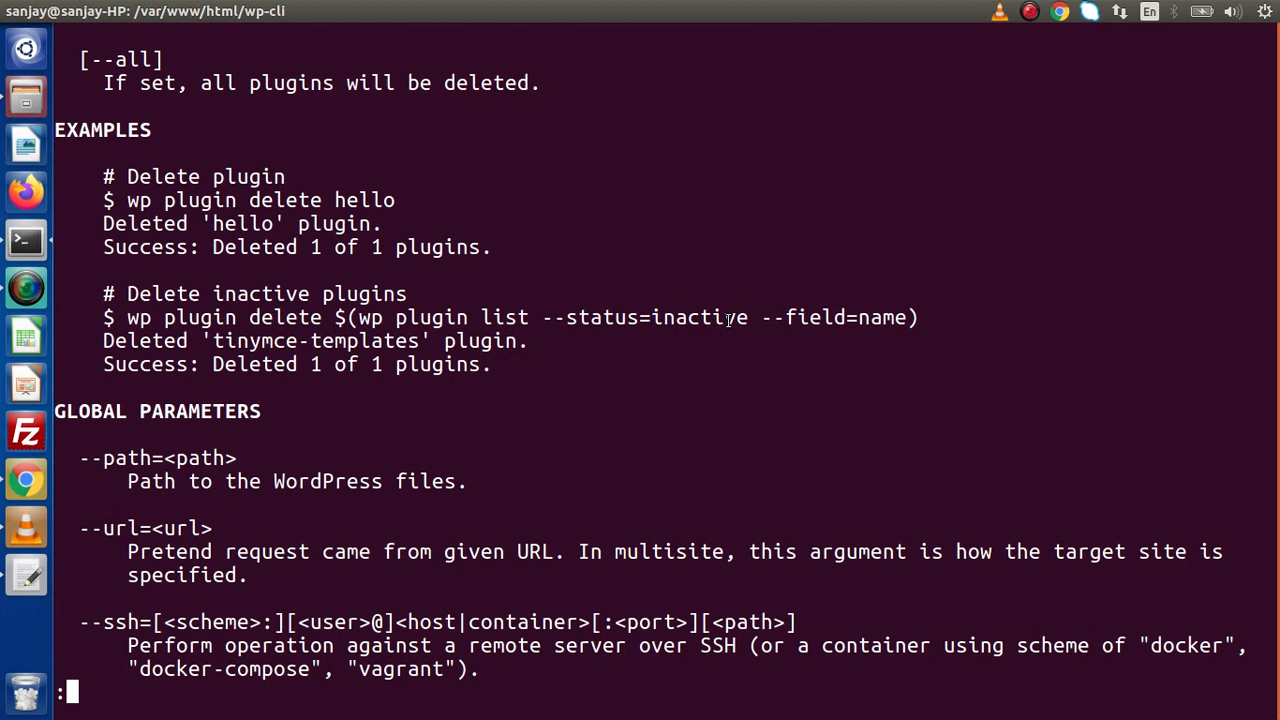 sanjay@sanjay-HP: /var/www/html/wp-cli
En
[--all]
If set, all plugins will be deleted.
EXAMPLES
# Delete plugin
$ wp plugin delete hello
Deleted 'hello' plugin.
Success: Deleted 1 of 1 plugins.
# Delete inactive plugins
$ wp plugin delete $(wp plugin list --status=inactive --field=name)
Deleted 'tinymce-templates' plugin.
Success: Deleted 1 of 1 plugins.
GLOBAL PARAMETERS
--path=<path>
Path to the WordPress files.
--url=<url>
Pretend request came from given URL. In multisite, this argument is how the target site is
specified.
--ssh=[<scheme>:][<user>@]<host|container>[:<port>][<path>]
Perform operation against a remote server over SSH (or a container using scheme of "docker",
"docker-compose", "vagrant").
:
Fz